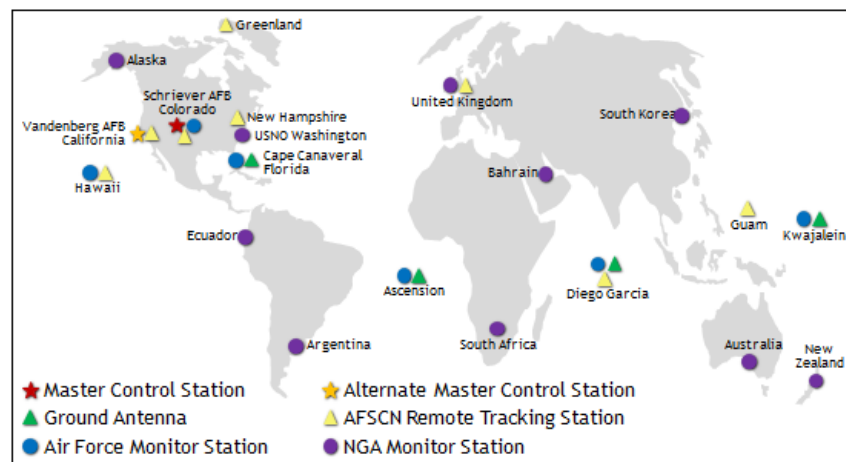 Greenland
Alaska
Schriever AFB
Colorado
Vandenberg AFB
California
New Hampshire
USNO Washington
Cape Canaveral
Florida
Hawaii
United Kingdom
South Korea
Bahrain
Guam
Kwajalein
Ecuador
Ascension
Diego Garcia
Argentina
South Africa
Australia
New
Zealand
Master Control Station
Alternate Master Control Station
Ground Antenna
AFSCN Remote Tracking Station
Air Force Monitor Station
NGA Monitor Station